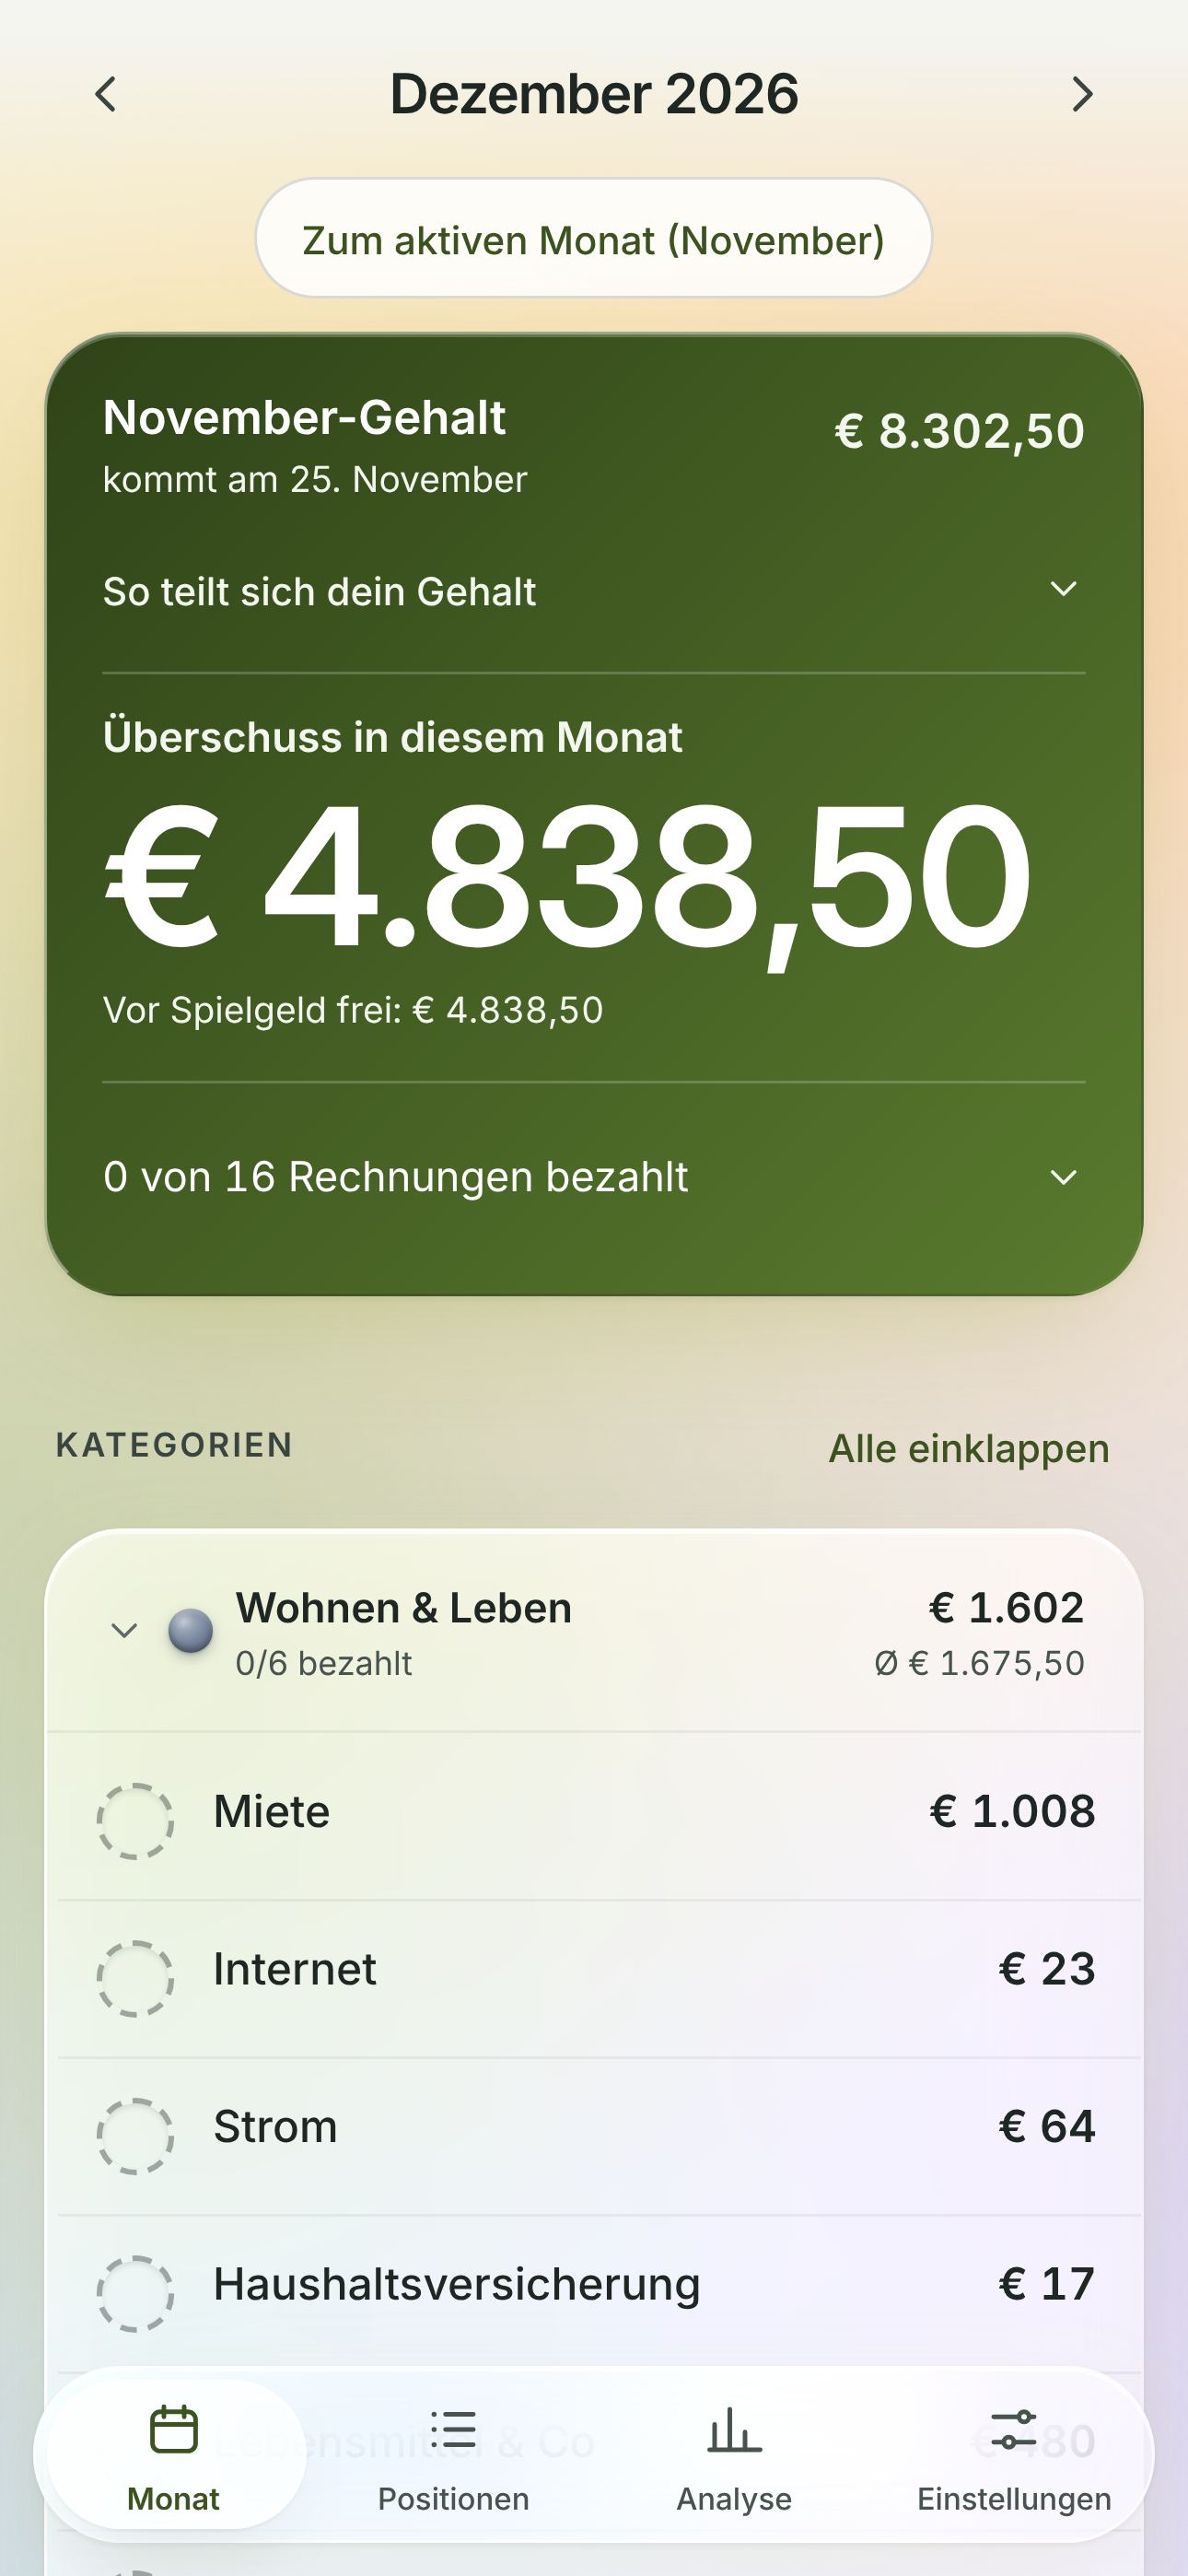 Dezember 2026
Zum aktiven Monat (November)
November-Gehalt
€ 8.302,50
kommt am 25. November
So teilt sich dein Gehalt
Überschuss in diesem Monat
€ 4.838,50
Vor Spielgeld frei: € 4.838,50
0 von 16 Rechnungen bezahlt
KATEGORIEN
Alle einklappen
Wohnen & Leben
€ 1.602
0/6 bezahlt
Ø € 1.675,50
Miete
€ 1.008
Internet
€ 23
Strom
€ 64
Haushaltsversicherung
€ 17
Lebensmittel & Co
€ 480
Monat
Positionen
Analyse
Einstellungen